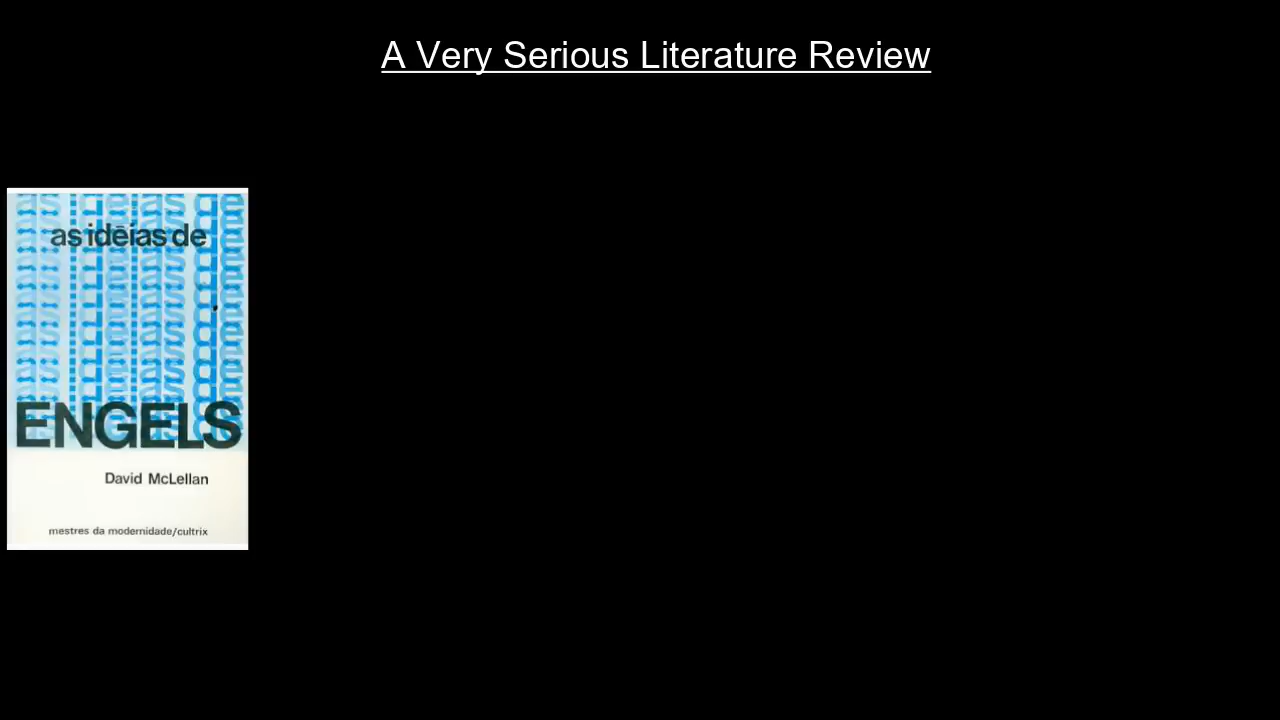 A Very Serious Literature Review
as idéias de
ENGELS
David McLellan
mestres da modernidade/cultrix